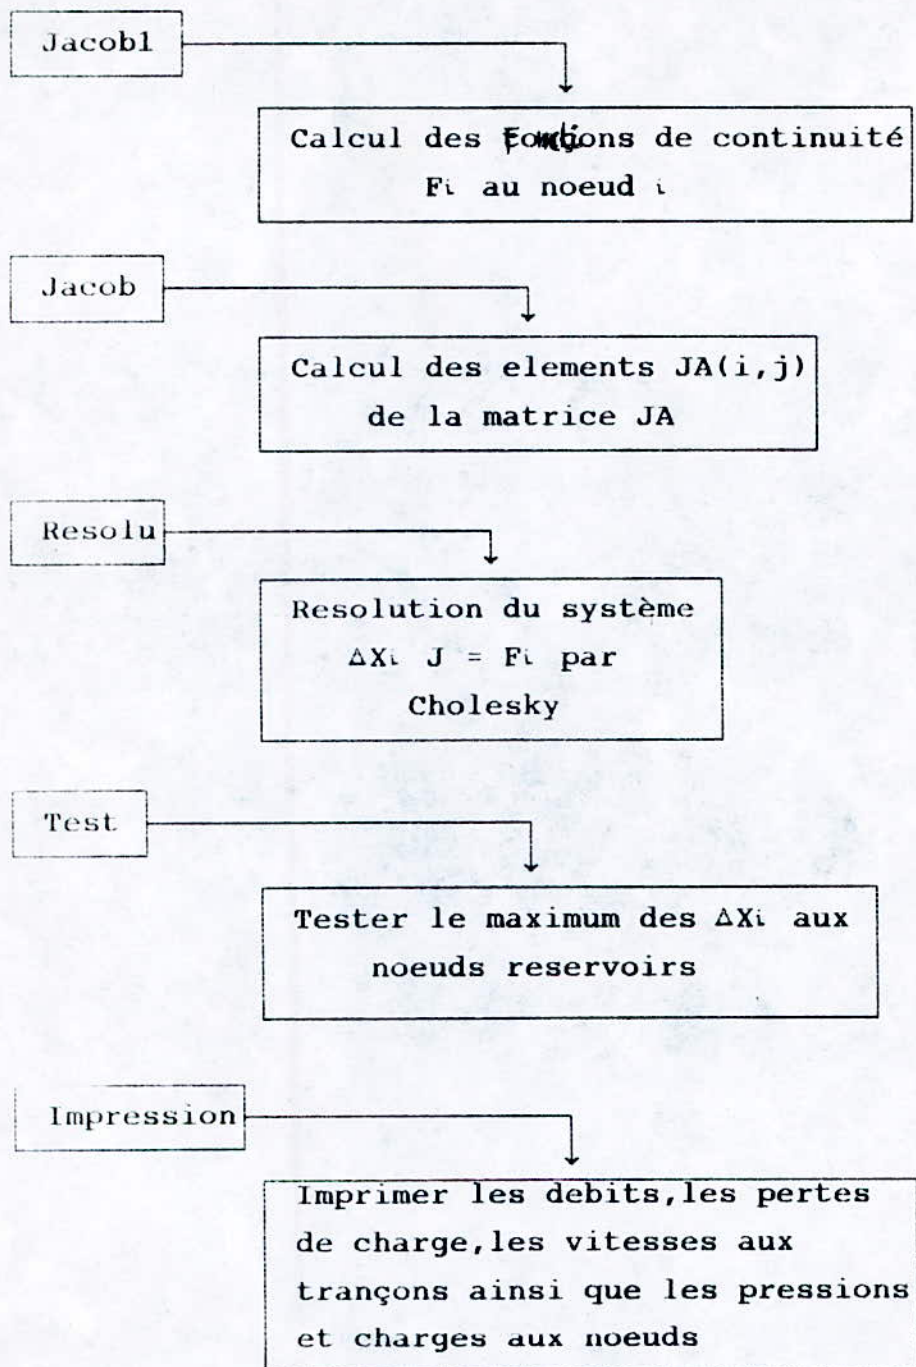 Jacob1
Calcul des fonctions de continuité
Fi au noeud i
Jacob
Calcul des elements JA(i,j)
de la matrice JA
Resolu
Resolution du système
ΔXi J = Fi par
Cholesky
Test
Tester le maximum des ΔXi aux
noeuds reservoirs
Impression
Imprimer les debits,les pertes
de charge,les vitesses aux
trançons ainsi que les pressions
et charges aux noeuds